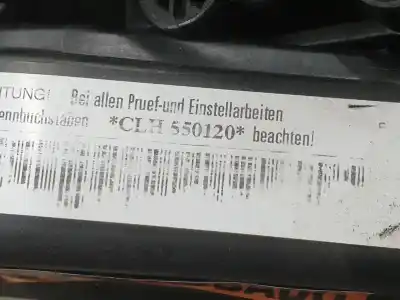 TUNG! Bei allen Pruef-und Einstellarbeiten
ennbuchstaben *CLH 550120* beachten!